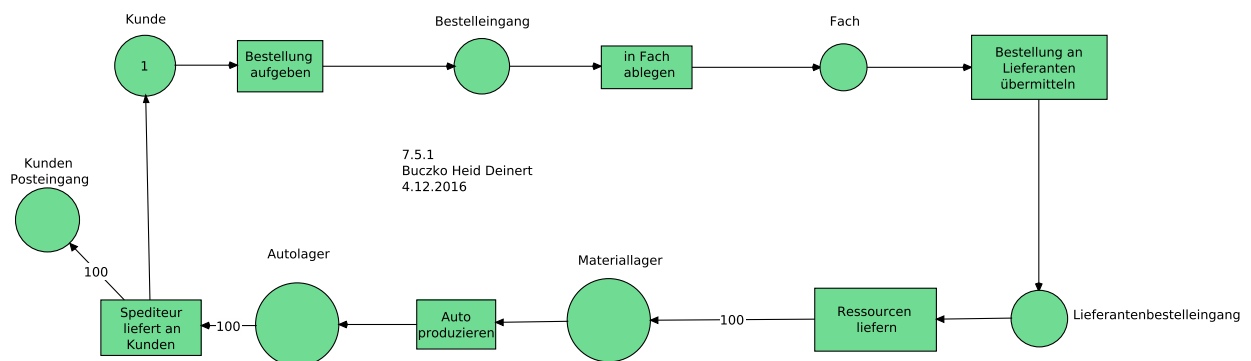 Kunde
Bestelleingang
Fach
1
Bestellung
aufgeben
in Fach
ablegen
Bestellung an
Lieferanten
übermitteln
7.5.1
Buczko Heid Deinert
4.12.2016
Kunden
Posteingang
100
Autolager
Materiallager
Spediteur
liefert an
Kunden
100
Auto
produzieren
100
Ressourcen
liefern
Lieferantenbestelleingang